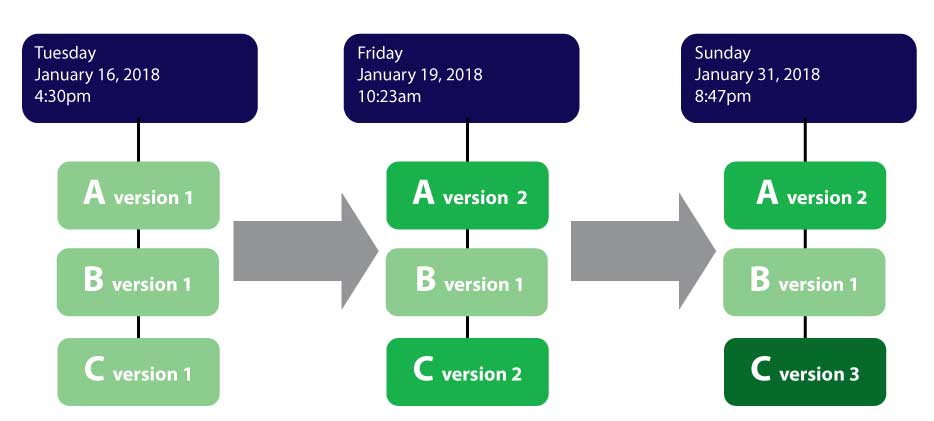 Tuesday
January 16, 2018
4:30pm
A version 1
B version 1
C version 1
Friday
January 19, 2018
10:23am
A version 2
B version 1
C version 2
Sunday
January 31, 2018
8:47pm
A version 2
B version 1
C version 3